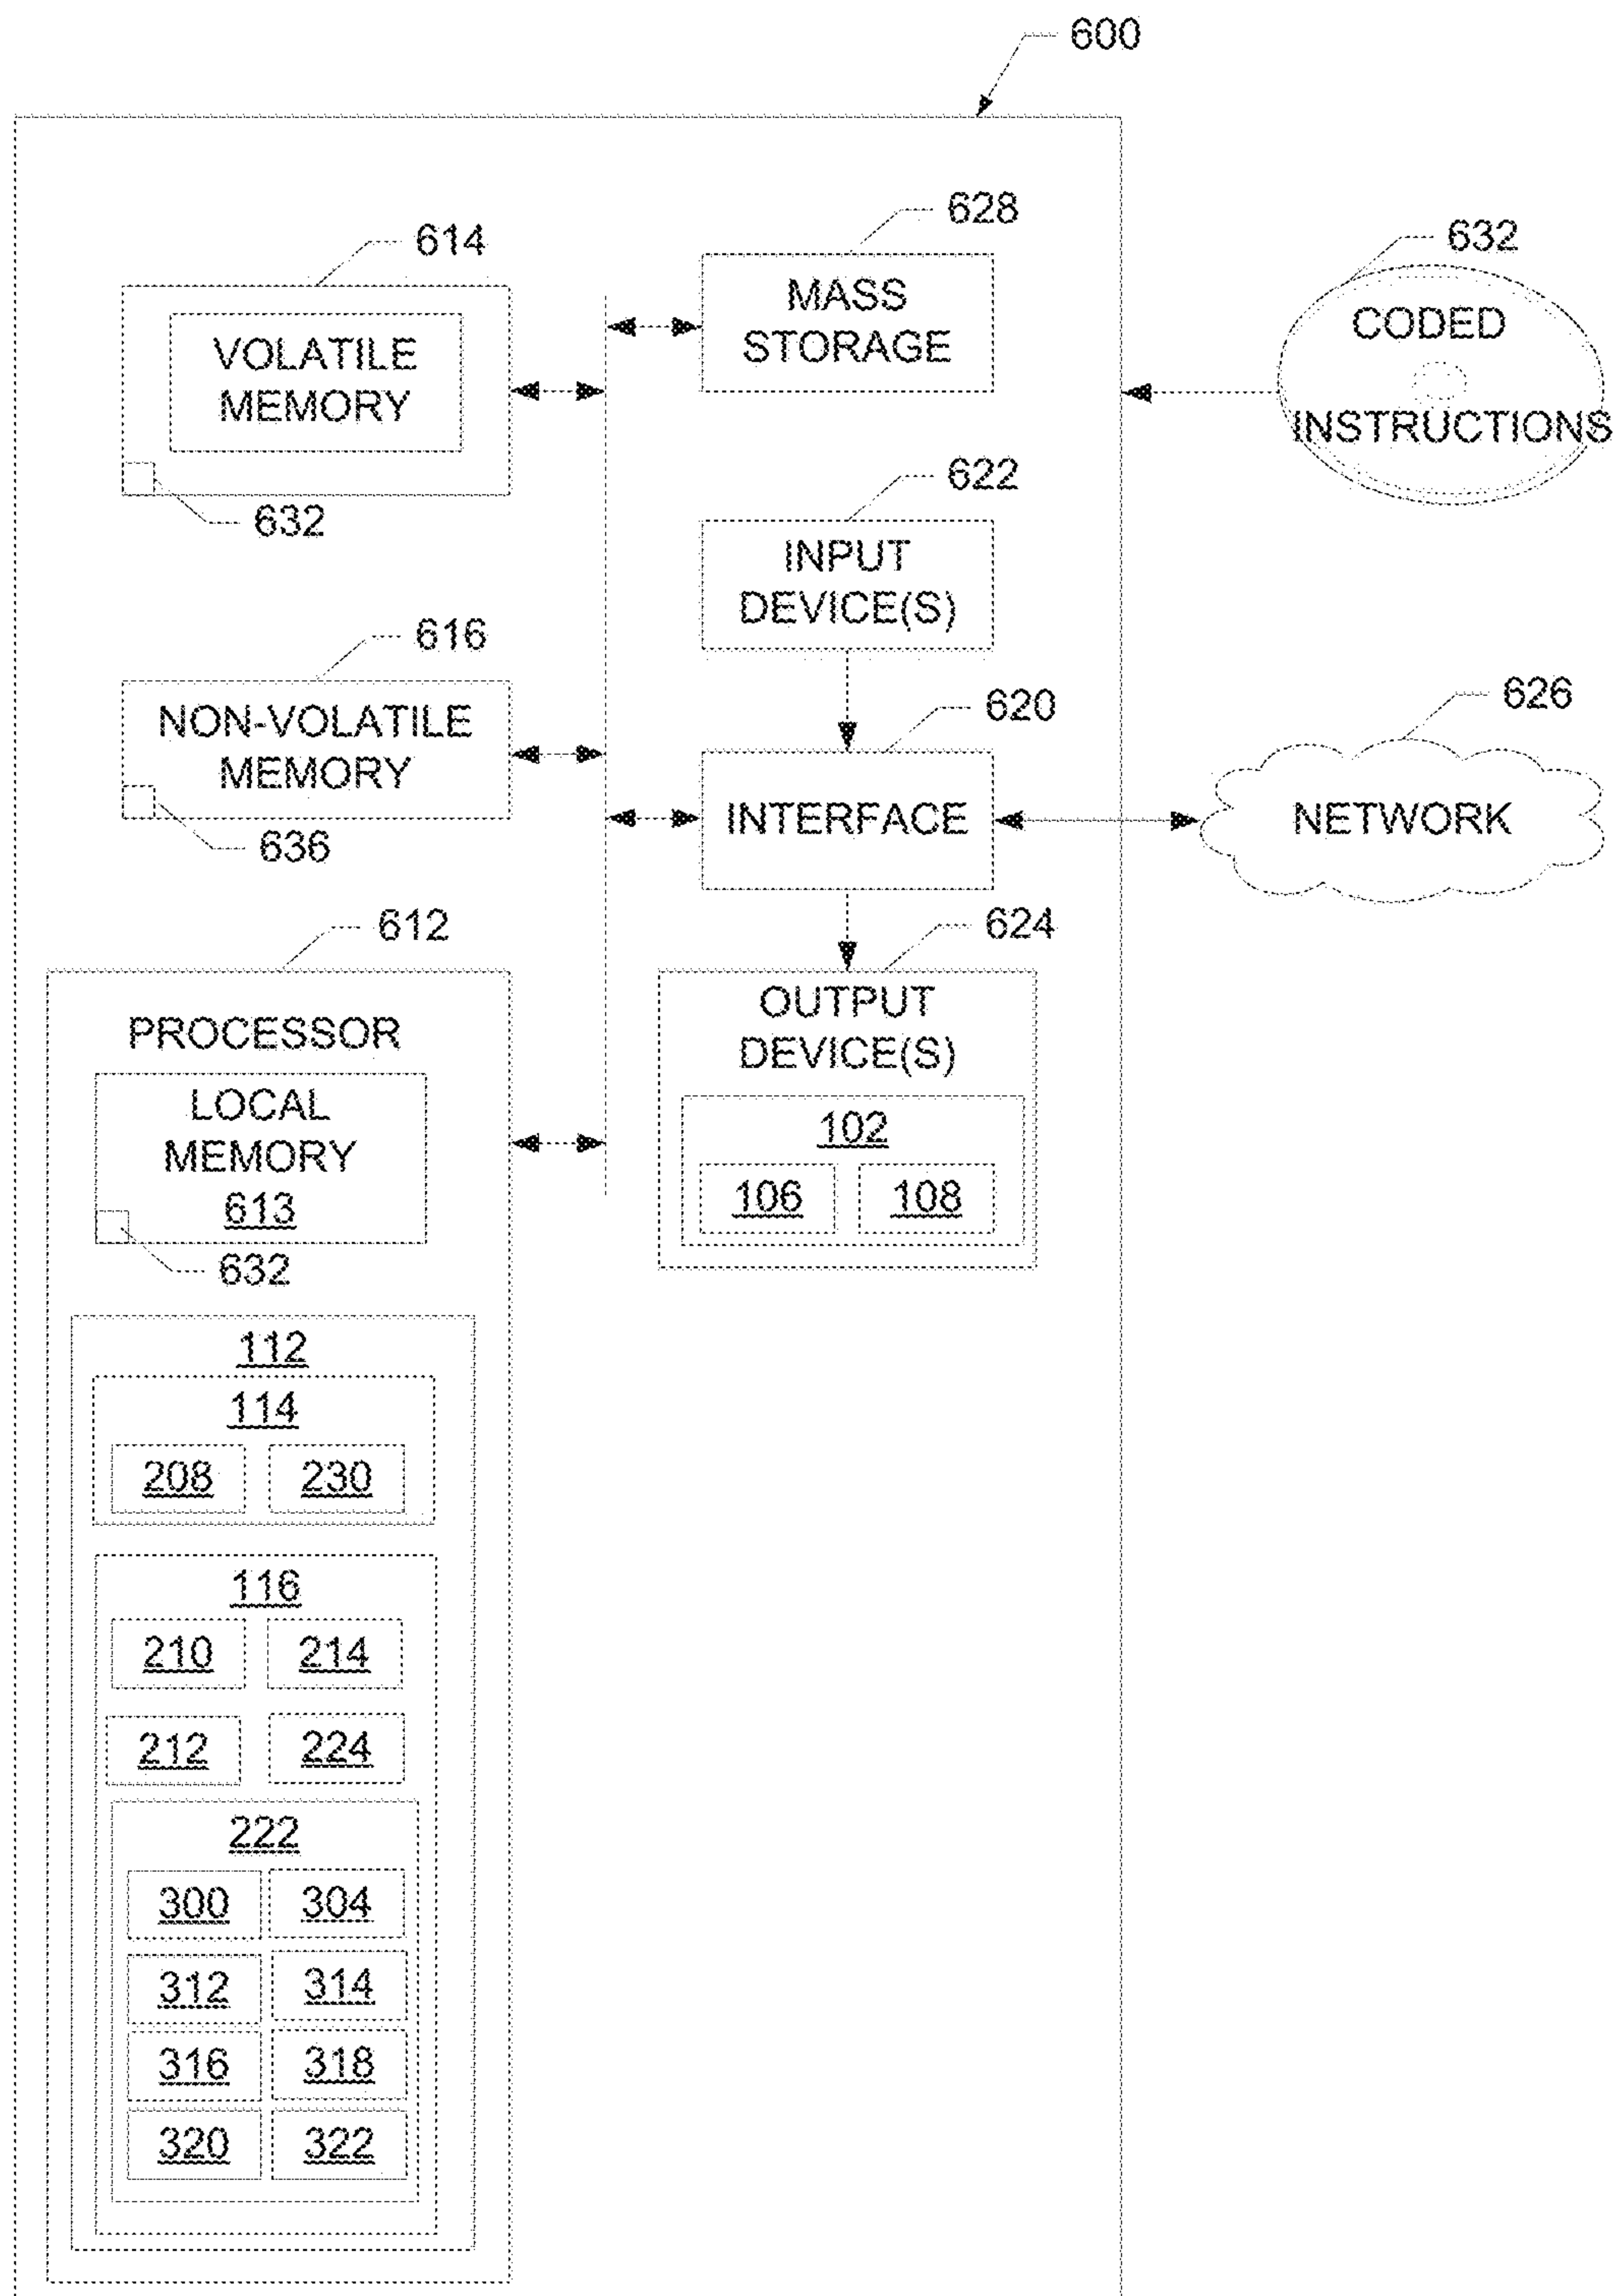 600
628
614
632
MASS
STORAGE
CODED
INSTRUCTIONS
VOLATILE
MEMORY
632
622
INPUT
DEVICE(S)
616
620
626
NON-VOLATILE
MEMORY
636
INTERFACE
NETWORK
612
624
PROCESSOR
OUTPUT
DEVICE(S)
LOCAL
MEMORY
613
632
102
106 108
112
114
208 230
116
210 214
212 224
222
300 304
312 314
316 318
320 322